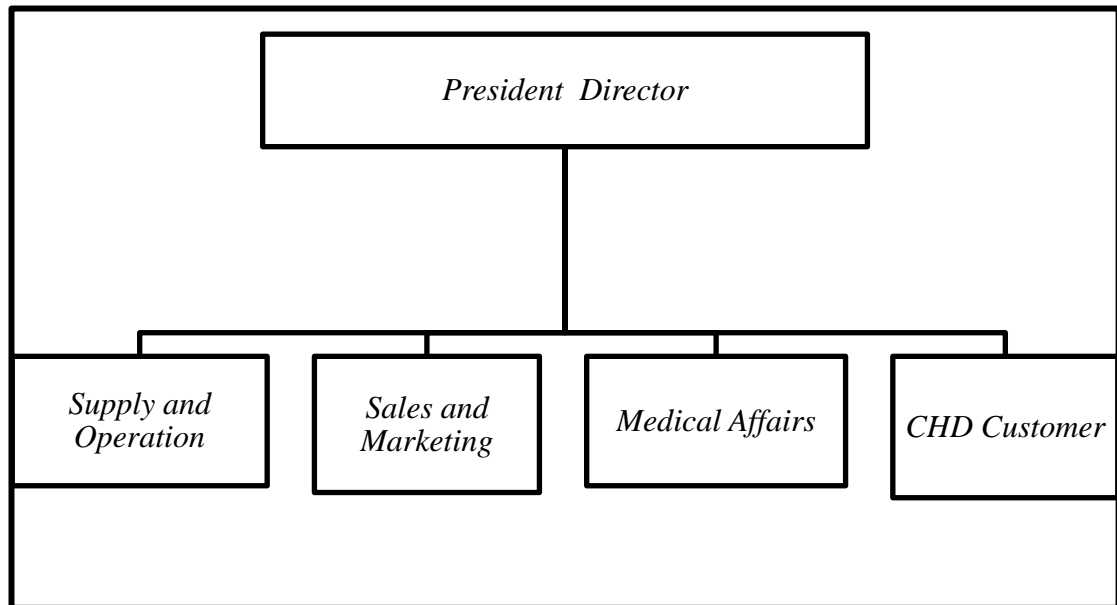 President  Director
Supply and
Operation
Sales and
Marketing
Medical Affairs
CHD Customer